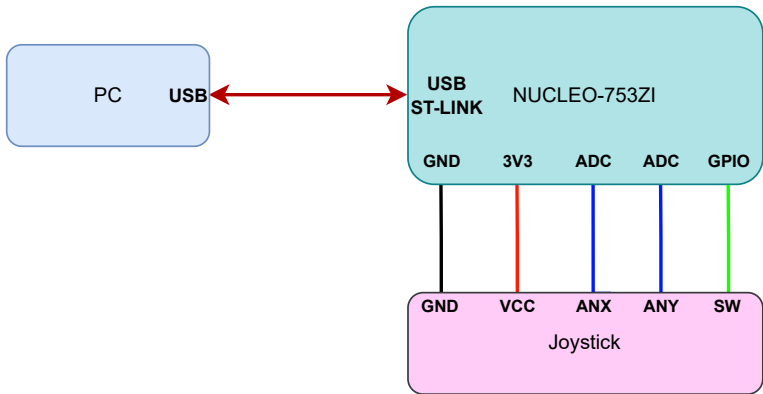 PC
USB
USB
ST-LINK
NUCLEO-753ZI
GND 3V3 ADC ADC GPIO
GND VCC ANX ANY SW
Joystick